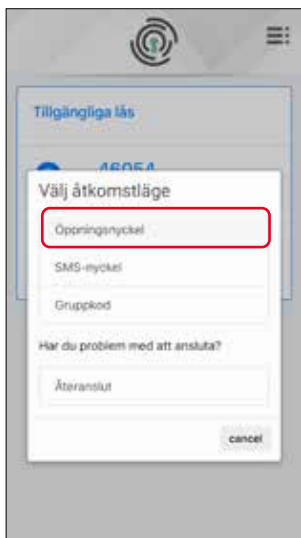 Tillgängliga lås
46054
Välj åtkomstläge
Öppningsnyckel
SMS-nyckel
Gruppkod
Har du problem med att ansluta?
Återanslut
cancel